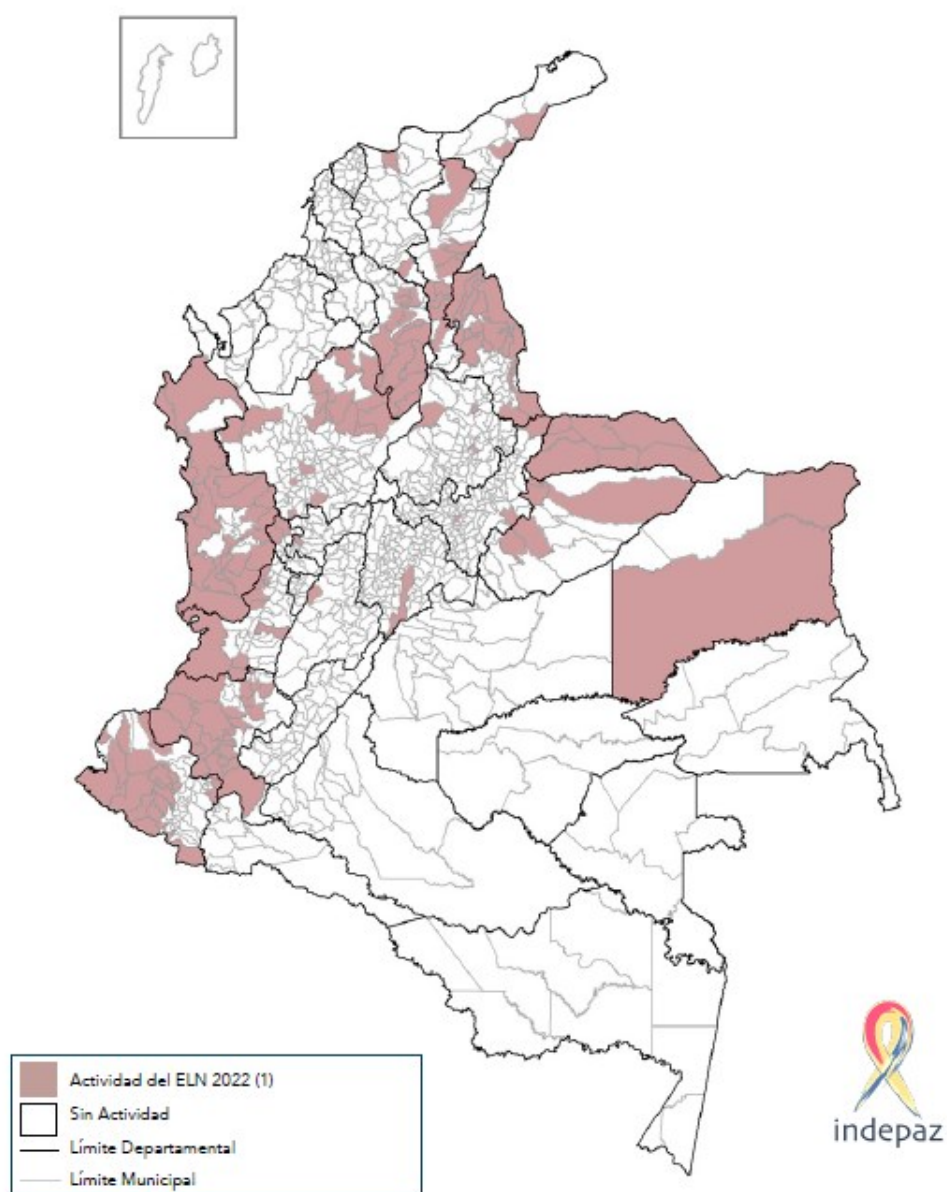 Actividad del ELN 2022 (1)
Sin Actividad
Límite Departamental
Límite Municipal
indepaz